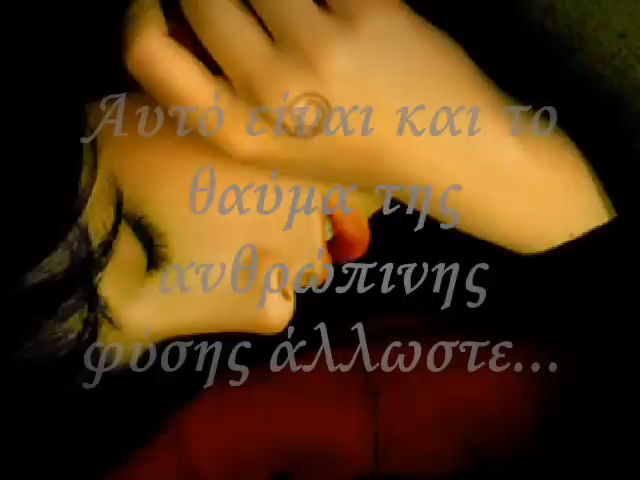 Αυτό είναι και το
θαύμα της
ανθρώπινης
φύσης άλλωστε...